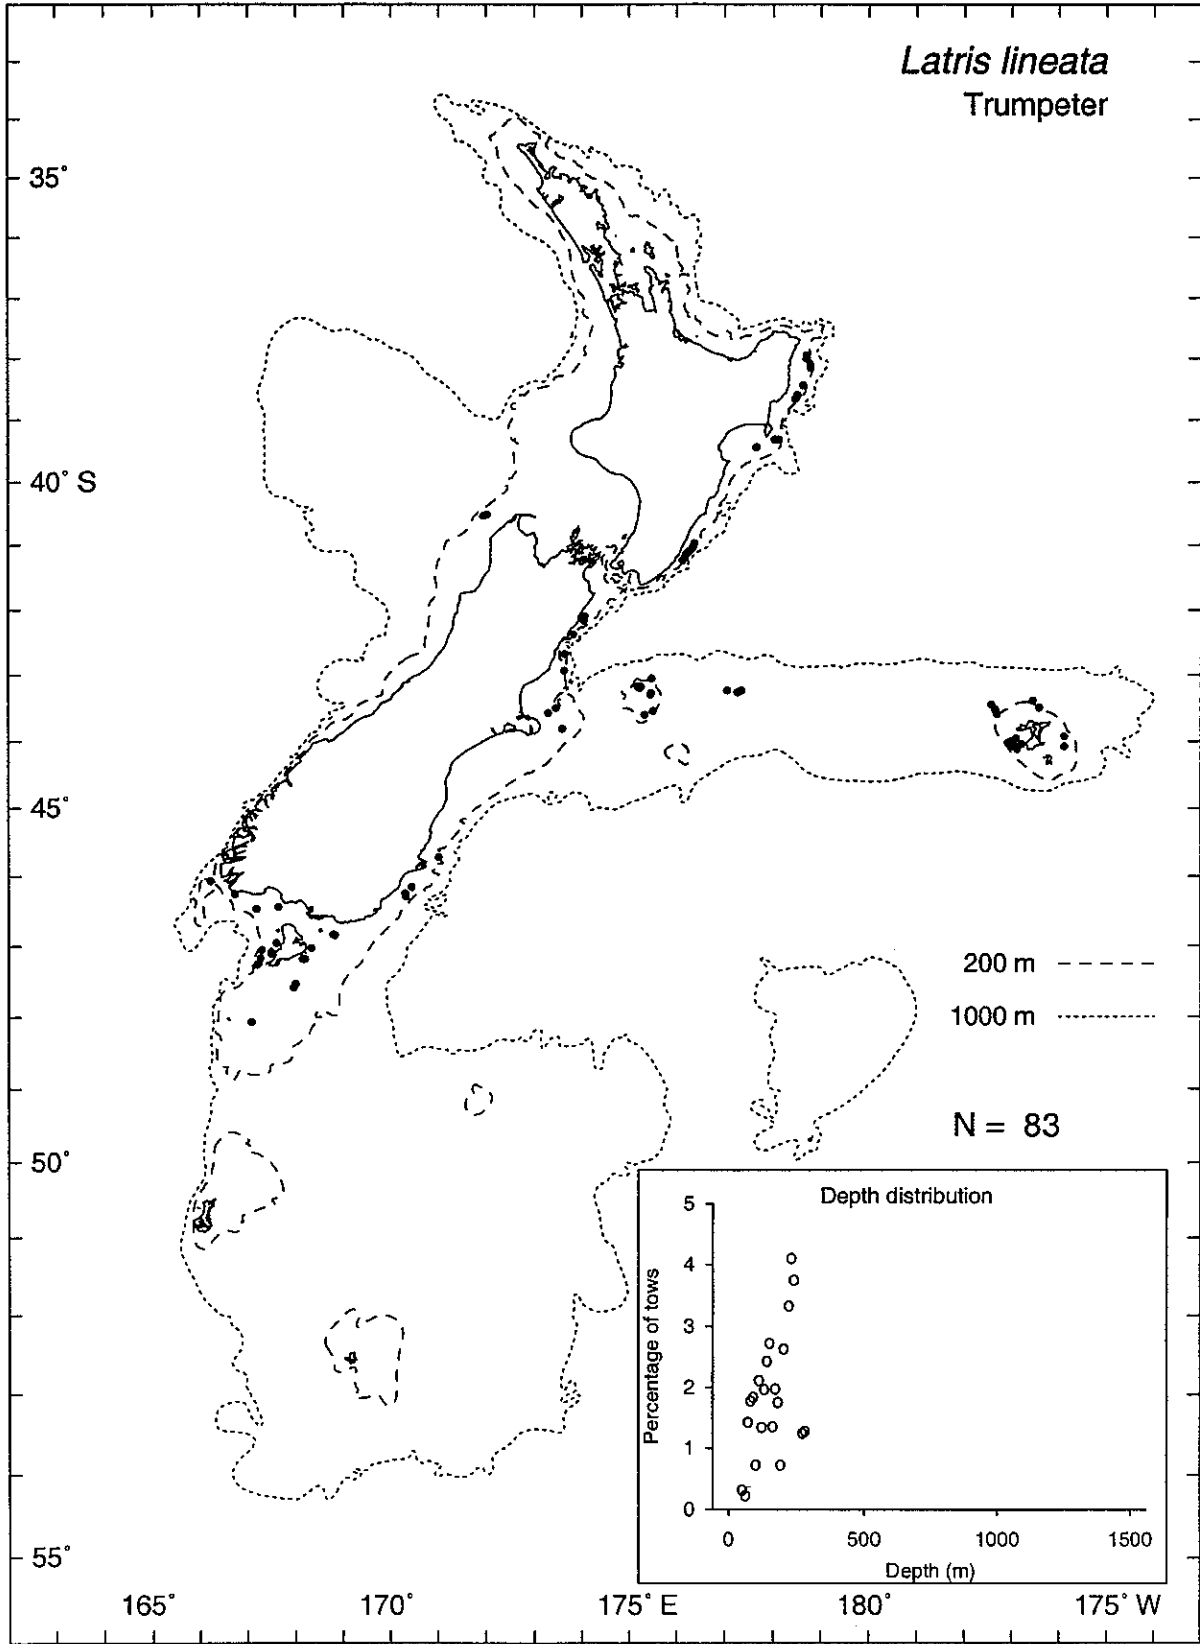 Latris lineata
Trumpeter
35°
40° S
45°
50°
55°
165°
170°
175° E
180°
175° W
200 m
1000 m
N = 83
Depth distribution
Percentage of tows
5
4
3
2
1
0
0
500
1000
1500
Depth (m)